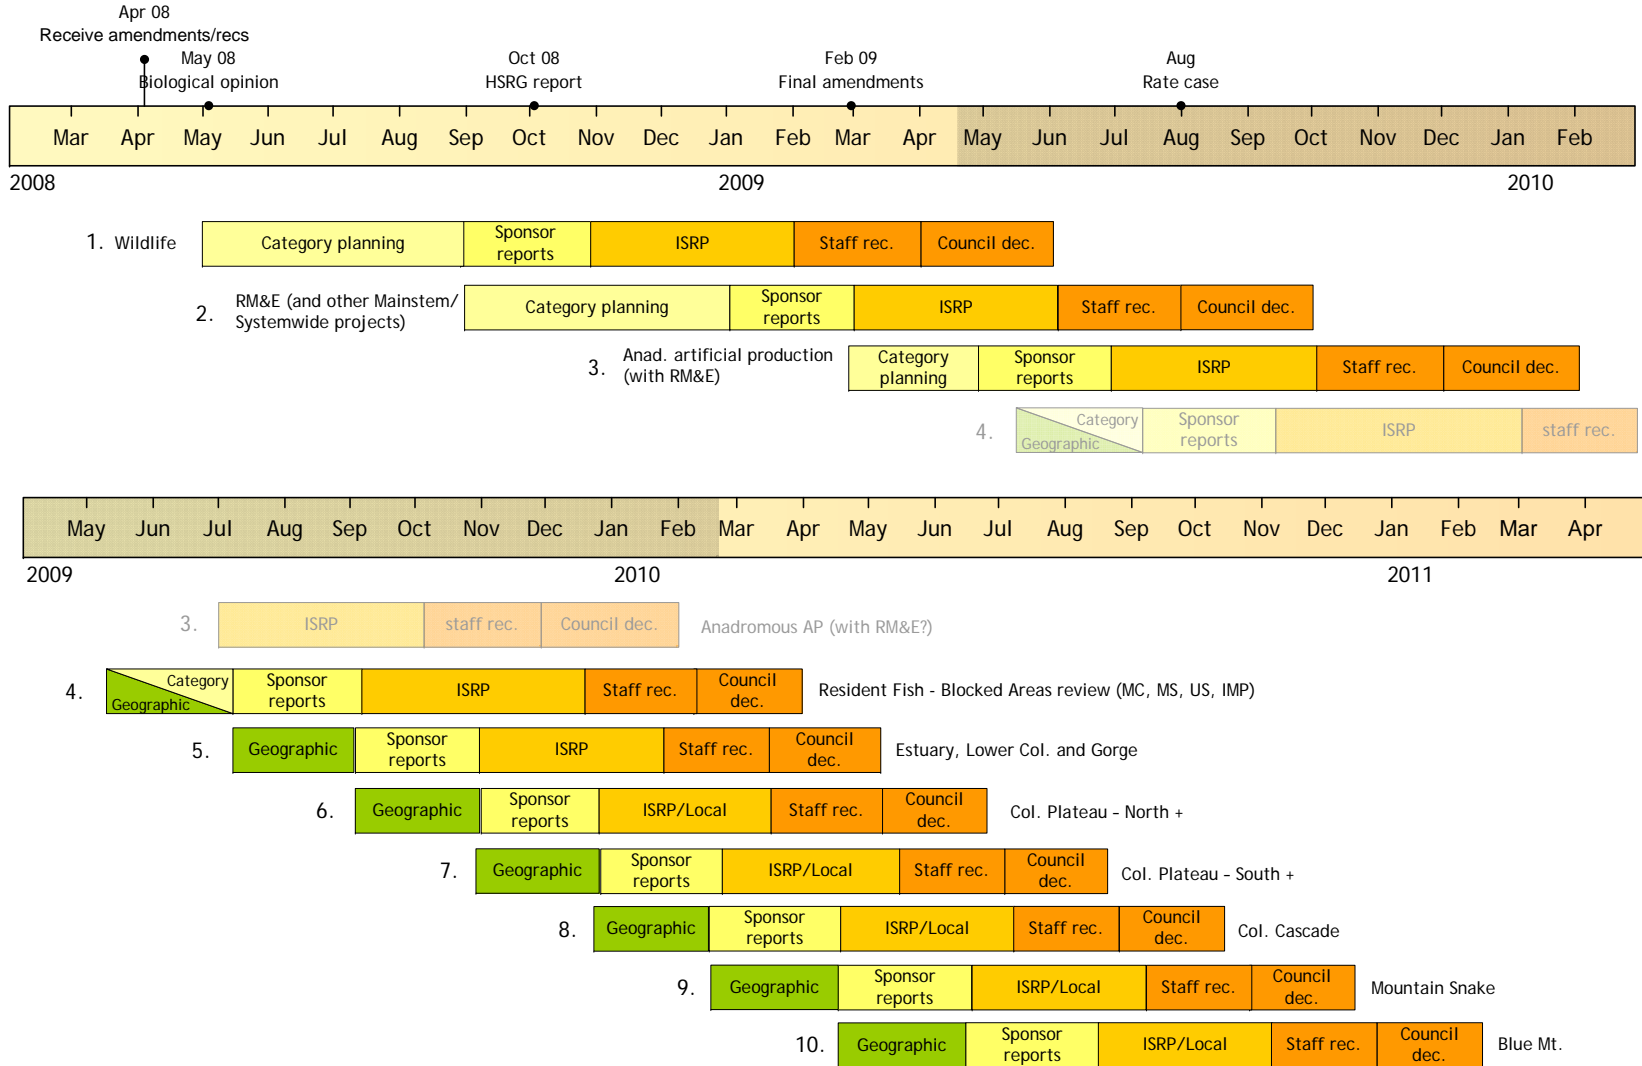 Apr 08
Receive amendments/recs
May 08
Biological opinion
Oct 08
HSRG report
Feb 09
Final amendments
Aug
Rate case
Mar Apr May Jun Jul Aug Sep Oct Nov Dec Jan Feb Mar Apr May Jun Jul Aug Sep Oct Nov Dec Jan Feb
2008 2009 2010
1. Wildlife
Category planning
Sponsor
reports
ISRP
Staff rec.
Council dec.
2. RM&E (and other Mainstem/
Systemwide projects)
Category planning
Sponsor
reports
ISRP
Staff rec.
Council dec.
3. Anad. artificial production
(with RM&E)
Category
planning
Sponsor
reports
ISRP
Staff rec.
Council dec.
4.
Category
Geographic
Sponsor
reports
ISRP
staff rec.
May Jun Jul Aug Sep Oct Nov Dec Jan Feb Mar Apr May Jun Jul Aug Sep Oct Nov Dec Jan Feb Mar Apr
2009 2010 2011
3.
ISRP
staff rec.
Council dec.
Anadromous AP (with RM&E?)
4.
Category
Geographic
Sponsor
reports
ISRP
Staff rec.
Council
dec.
Resident Fish - Blocked Areas review (MC, MS, US, IMP)
5.
Geographic
Sponsor
reports
ISRP
Staff rec.
Council
dec.
Estuary, Lower Col. and Gorge
6.
Geographic
Sponsor
reports
ISRP/Local
Staff rec.
Council
dec.
Col. Plateau – North +
7.
Geographic
Sponsor
reports
ISRP/Local
Staff rec.
Council
dec.
Col. Plateau – South +
8.
Geographic
Sponsor
reports
ISRP/Local
Staff rec.
Council
dec.
Col. Cascade
9.
Geographic
Sponsor
reports
ISRP/Local
Staff rec.
Council
dec.
Mountain Snake
10.
Geographic
Sponsor
reports
ISRP/Local
Staff rec.
Council
dec.
Blue Mt.